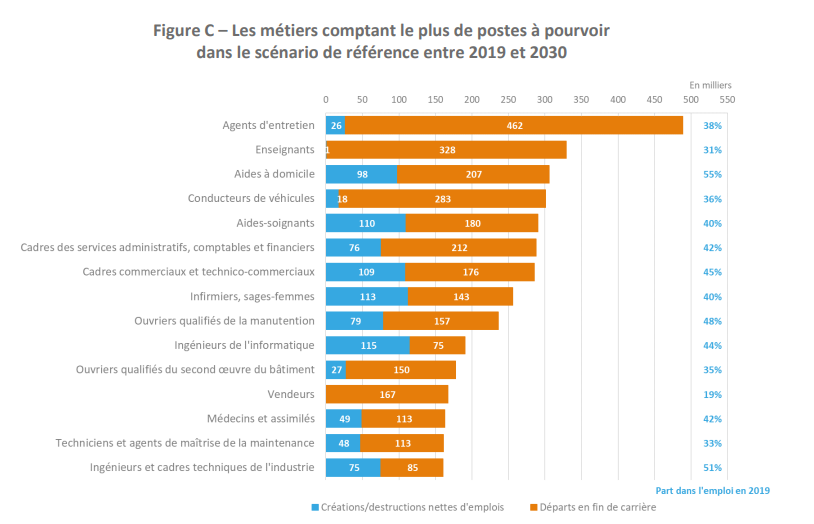 Figure C – Les métiers comptant le plus de postes à pourvoir
dans le scénario de référence entre 2019 et 2030
En milliers
0 50 100 150 200 250 300 350 400 450 500 550
Agents d'entretien 26 462 38%
Enseignants 1 328 31%
Aides à domicile 98 207 55%
Conducteurs de véhicules 18 283 36%
Aides-soignants 110 180 40%
Cadres des services administratifs, comptables et financiers 76 212 42%
Cadres commerciaux et technico-commerciaux 109 176 45%
Infirmiers, sages-femmes 113 143 40%
Ouvriers qualifiés de la manutention 79 157 48%
Ingénieurs de l'informatique 115 75 44%
Ouvriers qualifiés du second œuvre du bâtiment 27 150 35%
Vendeurs 167 19%
Médecins et assimilés 49 113 42%
Techniciens et agents de maîtrise de la maintenance 48 113 33%
Ingénieurs et cadres techniques de l'industrie 75 85 51%
Part dans l'emploi en 2019
Créations/destructions nettes d'emplois Départs en fin de carrière